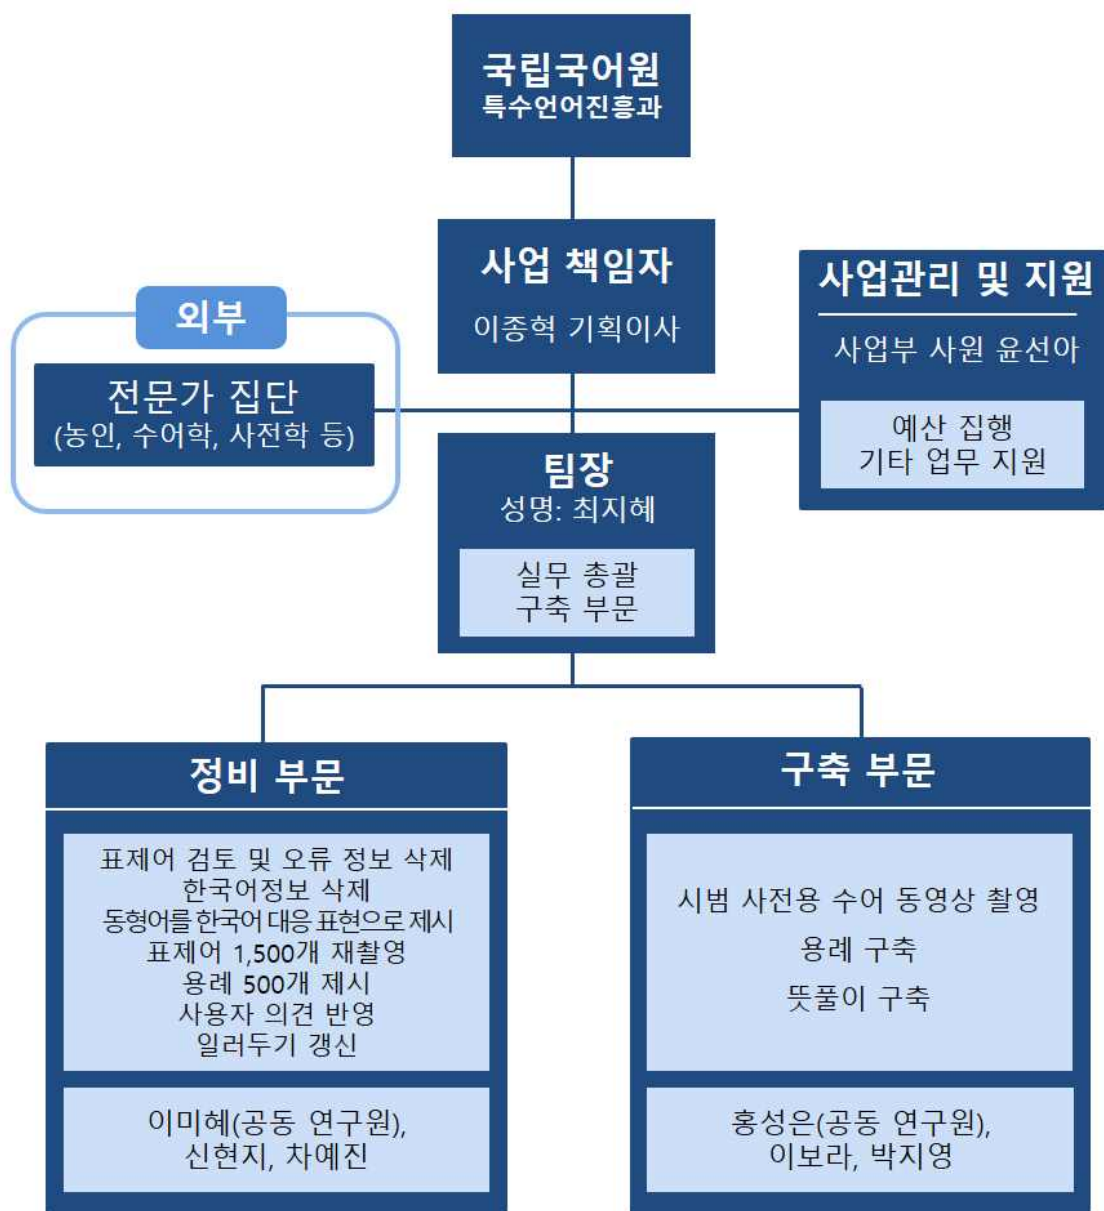 국립국어원
특수언어진흥과
사업 책임자
이종혁 기획이사
사업관리 및 지원
사업부 사원 윤선아
예산 집행
기타 업무 지원
외부
전문가 집단
(농인, 수어학, 사전학 등)
팀장
성명: 최지혜
실무 총괄
구축 부문
정비 부문
표제어 검토 및 오류 정보 삭제
한국어정보 삭제
동형어를 한국어 대응 표현으로 제시
표제어 1,500개 재촬영
용례 500개 제시
사용자 의견 반영
일러두기 갱신
이미혜(공동 연구원),
신현지, 차예진
구축 부문
시범 사전용 수어 동영상 촬영
용례 구축
뜻풀이 구축
홍성은(공동 연구원),
이보라, 박지영